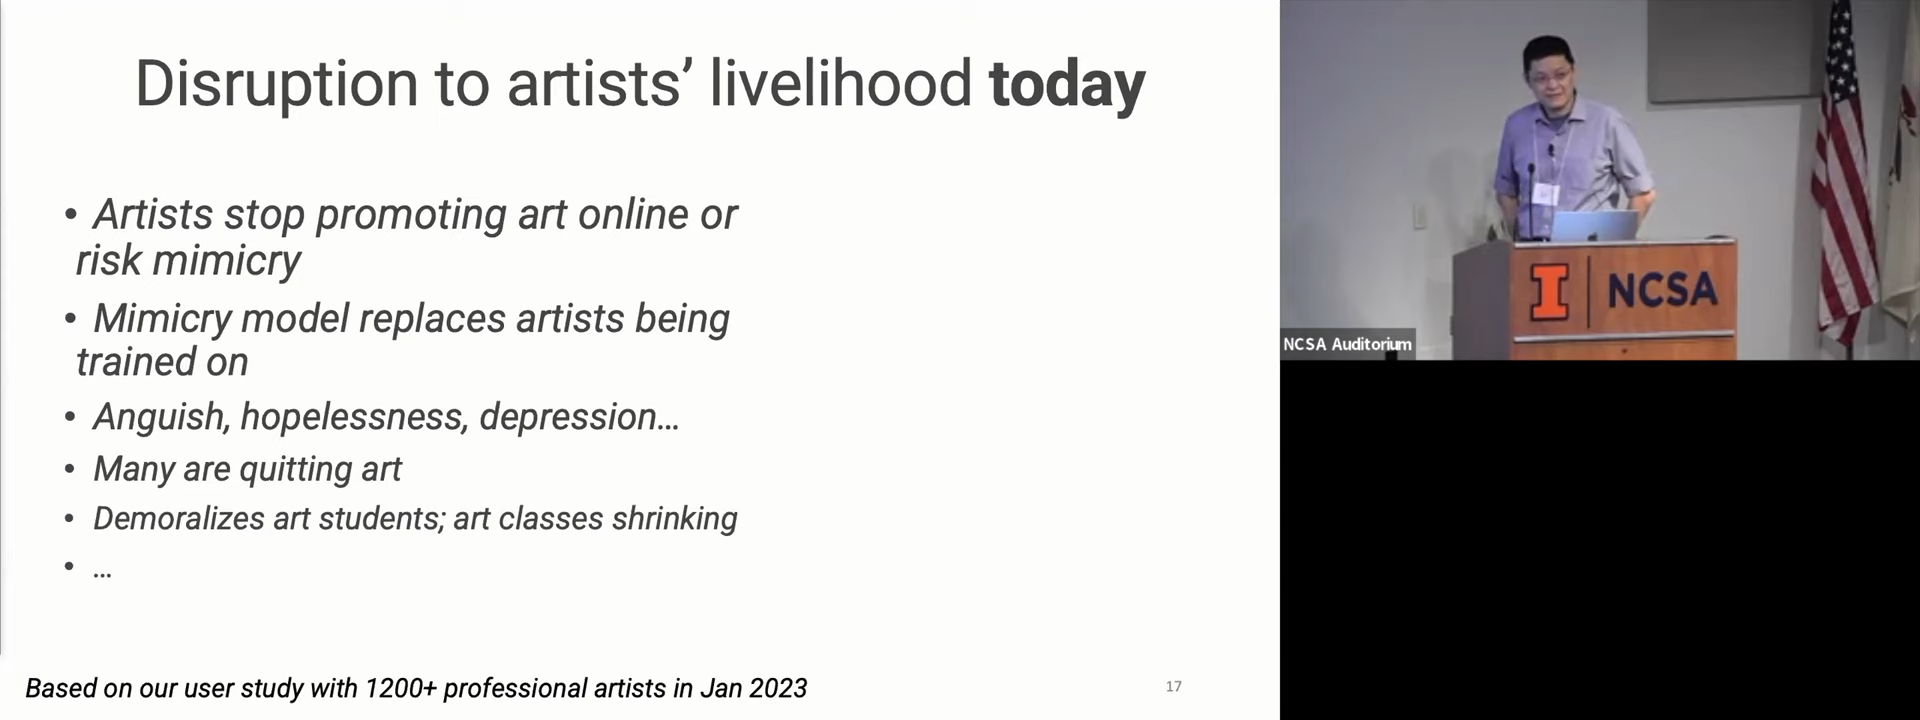 Disruption to artists’ livelihood today
• Artists stop promoting art online or
risk mimicry
• Mimicry model replaces artists being
trained on
• Anguish, hopelessness, depression…
• Many are quitting art
• Demoralizes art students; art classes shrinking
• …
Based on our user study with 1200+ professional artists in Jan 2023
17
I NCSA
NCSA Auditorium